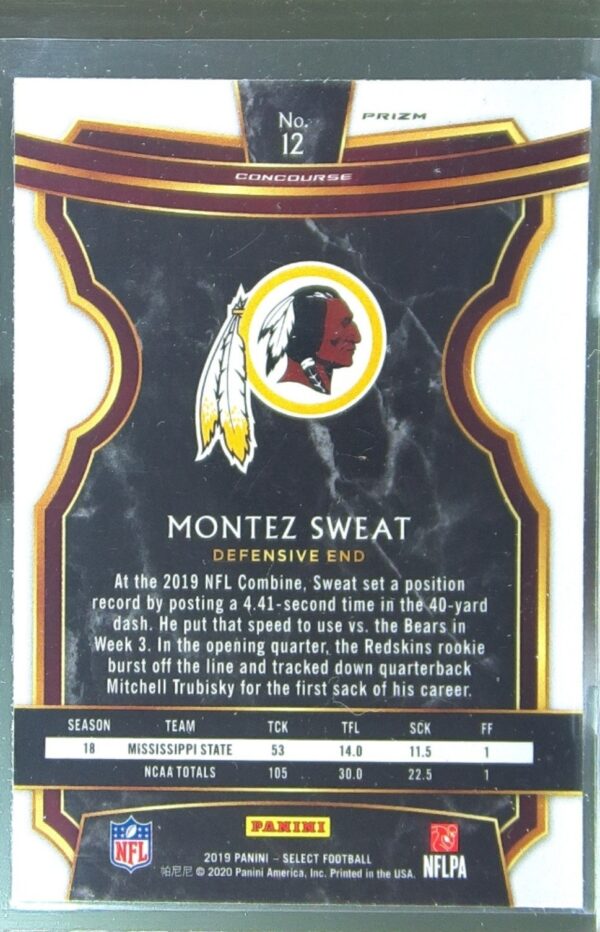 No.
12
PRIZM
CONCOURSE
MONTEZ SWEAT
DEFENSIVE END
At the 2019 NFL Combine, Sweat set a position
record by posting a 4.41-second time in the 40-yard
dash. He put that speed to use vs. the Bears in
Week 3. In the opening quarter, the Redskins rookie
burst off the line and tracked down quarterback
Mitchell Trubisky for the first sack of his career.
SEASON TEAM TCK TFL SCK FF
18 MISSISSIPPI STATE 53 14.0 11.5 1
NCAA TOTALS 105 30.0 22.5 1
NFL
PANINI
NFLPA
2019 PANINI – SELECT FOOTBALL
帕尼尼 © 2020 Panini America, Inc. Printed in the USA.